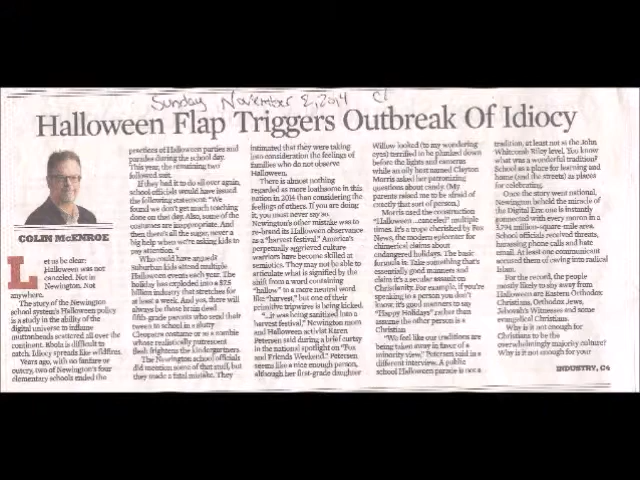 Sunday November 2, 2014 C1
Halloween Flap Triggers Outbreak Of Idiocy
COLIN McENROE
Let us be clear:
Halloween was not
canceled. Not in
Newington. Not
anywhere.
The story of the Newington
school system's Halloween policy
is a study in the ability of the
digital universe to inflame
muttonheads scattered all over the
continent. Ebola is difficult to
catch. Idiocy spreads like wildfires.
Years ago, with no fanfare or
outcry, two of Newington's four
elementary schools ended the
practices of Halloween parties and
parades during the school day.
This year, the remaining two
followed suit.
If they had it to do all over again,
school officials would have issued
the following statement: "We
found we don't get much teaching
done on that day. Also, some of the
costumes are inappropriate. And
then there's all the sugar, never a
big help when we're asking kids to
pay attention."
Who could have argued?
Suburban kids attend multiple
Halloween events each year. The
holiday has exploded into a
billion industry that stretches for
at least a week. And yes, there will
always be those brain dead
fifth-grade parents who send their
tween to school in a slutty
Cleopatra costume or as a zombie
whose realistically putrescent
flesh frightens the kindergartners.
The Newington school officials
did mention some of that stuff, but
they made a fatal mistake. They
intimated that they were taking
into consideration the feelings of
families who do not observe
Halloween.
There is almost nothing
regarded as more loathsome in this
nation in 2014 than considering the
feelings of others. If you are doing
it, you must never say so.
Newington's other mistake was
to re-brand its Halloween observance
as a "harvest festival." America's
perpetually aggrieved culture
warriors have become skilled at
semiotics. They may not be able to
articulate what is signified by the
shift from a word containing
"hallow" to a more neutral word
like "harvest," but one of their
primitive tripwires is being kicked.
"...it was being sanitized into a
harvest festival," Newington mom
and Halloween activist Karen
Petersen said during a brief curtsy
in the national spotlight on "Fox
and Friends Weekend." Petersen
seems like a nice enough person,
although her first-grade daughter
Willow looked (to my wondering
eyes) terrified to be plunked down
before the lights and cameras
while an oily host named Clayton
Morris asked her patronizing
questions about candy. (My
parents raised me to be afraid of
exactly that sort of person.)
Morris used the construction
"Halloween ...canceled" multiple
times. It's a trope cherished by Fox
News, the modern epicenter for
chimerical claims about
endangered holidays. The basic
formula is: Take something that's
essentially good manners and
claim it's a secular assault on
Christianity. For example, if you're
speaking to a person you don't
know, it's good manners to say
"Happy Holidays" rather than
assume the other person is a
Christian.
"We feel like our traditions are
being taken away in favor of a
minority view," Petersen said in a
different interview. A public
school Halloween parade is not a
tradition, at least not at the John
Whitcomb Riley level. You know
what was a wonderful tradition?
School as a place for learning and
home (and the streets) as places
for celebrating.
Once the story went national,
Newington beheld the miracle of
the Digital Era: one is instantly
connected with every moron in a
3.794 million-square-mile area.
School officials received threats,
harassing phone calls and hate
email. At least one communicant
accused them of owing to radical
Islam.
For the record, the people
mostly likely to shy away from
Halloween are Eastern Orthodox
Christians, Orthodox Jews,
Jehovah's Witnesses and some
evangelical Christians.
Why is it not enough for
Christians to be the
overwhelmingly majority culture?
Why is it not enough for your
INDUSTRY, C4